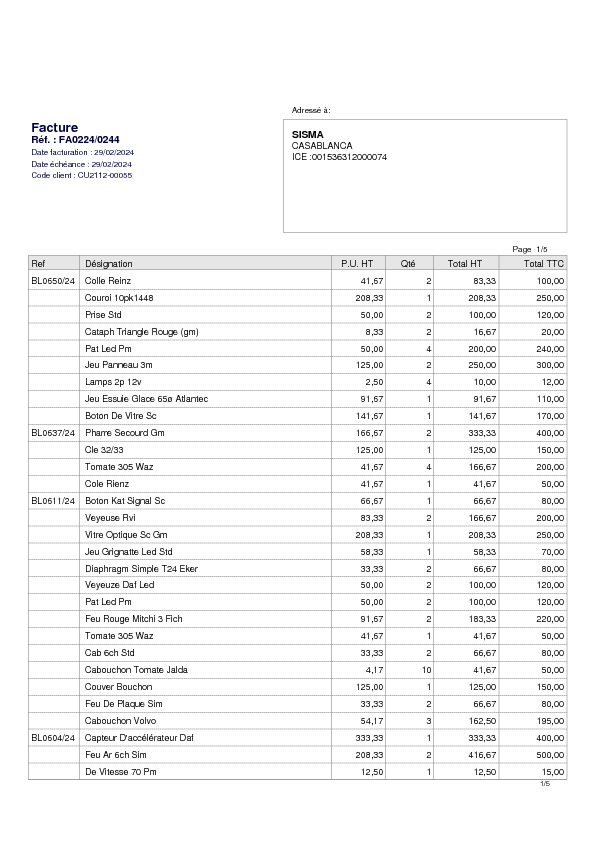 Adressé à:
Facture
Réf. : FA0224/0244
Date facturation : 29/02/2024
Date échéance : 29/02/2024
Code client : CU2112-00055
SISMA
CASABLANCA
ICE :001536312000074
Page 1/5
Ref Désignation P.U. HT Qté Total HT Total TTC
BL0650/24 Colle Reinz 41,67 2 83,33 100,00
Couroi 10pk1448 208,33 1 208,33 250,00
Prise Std 50,00 2 100,00 120,00
Cataph Triangle Rouge (gm) 8,33 2 16,67 20,00
Pat Led Pm 50,00 4 200,00 240,00
Jeu Panneau 3m 125,00 2 250,00 300,00
Lamps 2p 12v 2,50 4 10,00 12,00
Jeu Essuie Glace 65ø Atlantec 91,67 1 91,67 110,00
Boton De Vitre Sc 141,67 1 141,67 170,00
BL0637/24 Pharre Secourd Gm 166,67 2 333,33 400,00
Cle 32/33 125,00 1 125,00 150,00
Tomate 305 Waz 41,67 4 166,67 200,00
Cole Rienz 41,67 1 41,67 50,00
BL0611/24 Boton Kat Signal Sc 66,67 1 66,67 80,00
Veyeuse Rvi 83,33 2 166,67 200,00
Vitre Optique Sc Gm 208,33 1 208,33 250,00
Jeu Grignatte Led Std 58,33 1 58,33 70,00
Diaphragm Simple T24 Eker 33,33 2 66,67 80,00
Veyeuze Daf Led 50,00 2 100,00 120,00
Pat Led Pm 50,00 2 100,00 120,00
Feu Rouge Mitchi 3 Fich 91,67 2 183,33 220,00
Tomate 305 Waz 41,67 1 41,67 50,00
Cab 6ch Std 33,33 2 66,67 80,00
Cabouchon Tomate Jalda 4,17 10 41,67 50,00
Couver Bouchon 125,00 1 125,00 150,00
Feu De Plaque Sim 33,33 2 66,67 80,00
Cabouchon Volvo 54,17 3 162,50 195,00
BL0604/24 Capteur D'accélérateur Daf 333,33 1 333,33 400,00
Feu Ar 6ch Sim 208,33 2 416,67 500,00
De Vitesse 70 Pm 12,50 1 12,50 15,00
1/5